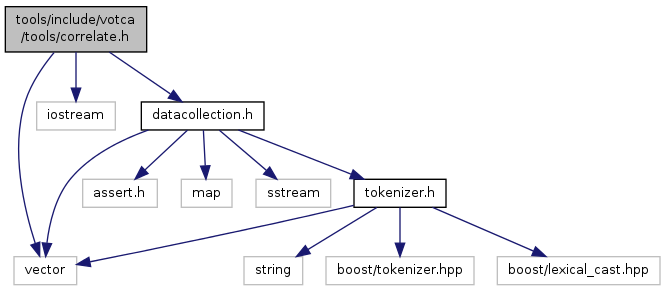 tools/include/votca
/tools/correlate.h
iostream
datacollection.h
assert.h
map
sstream
tokenizer.h
vector
string
boost/tokenizer.hpp
boost/lexical_cast.hpp